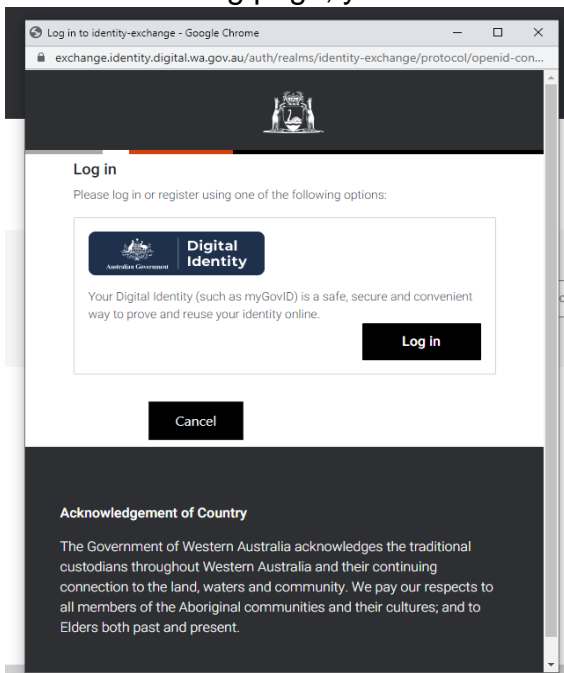 g page, y
Log in to identity-exchange - Google Chrome
exchange.identity.digital.wa.gov.au/auth/realms/identity-exchange/protocol/openid-con...
Log in
Please log in or register using one of the following options:
Australian Government
Digital
Identity
Your Digital Identity (such as myGovID) is a safe, secure and convenient
way to prove and reuse your identity online.
Log in
Cancel
Acknowledgement of Country
The Government of Western Australia acknowledges the traditional
custodians throughout Western Australia and their continuing
connection to the land, waters and community. We pay our respects to
all members of the Aboriginal communities and their cultures; and to
Elders both past and present.